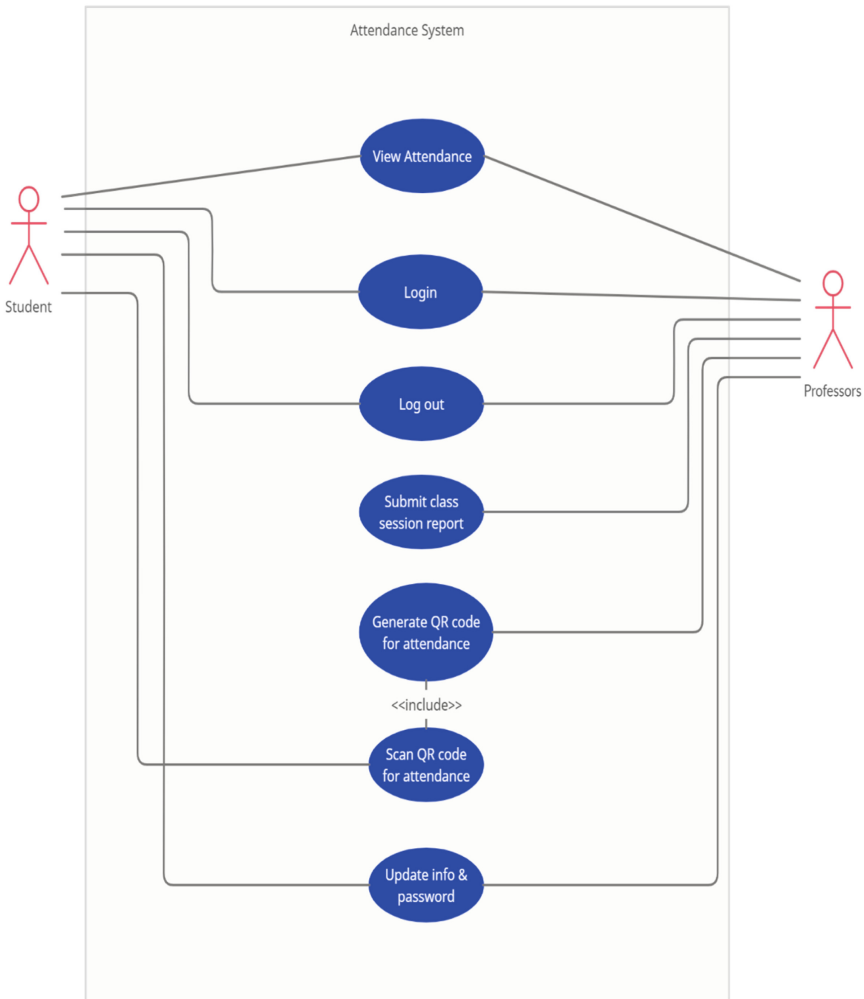 Attendance System
View Attendance
Student
Login
Professors
Log out
Submit class
session report
Generate QR code
for attendance
<<include>>
Scan QR code
for attendance
Update info &
password